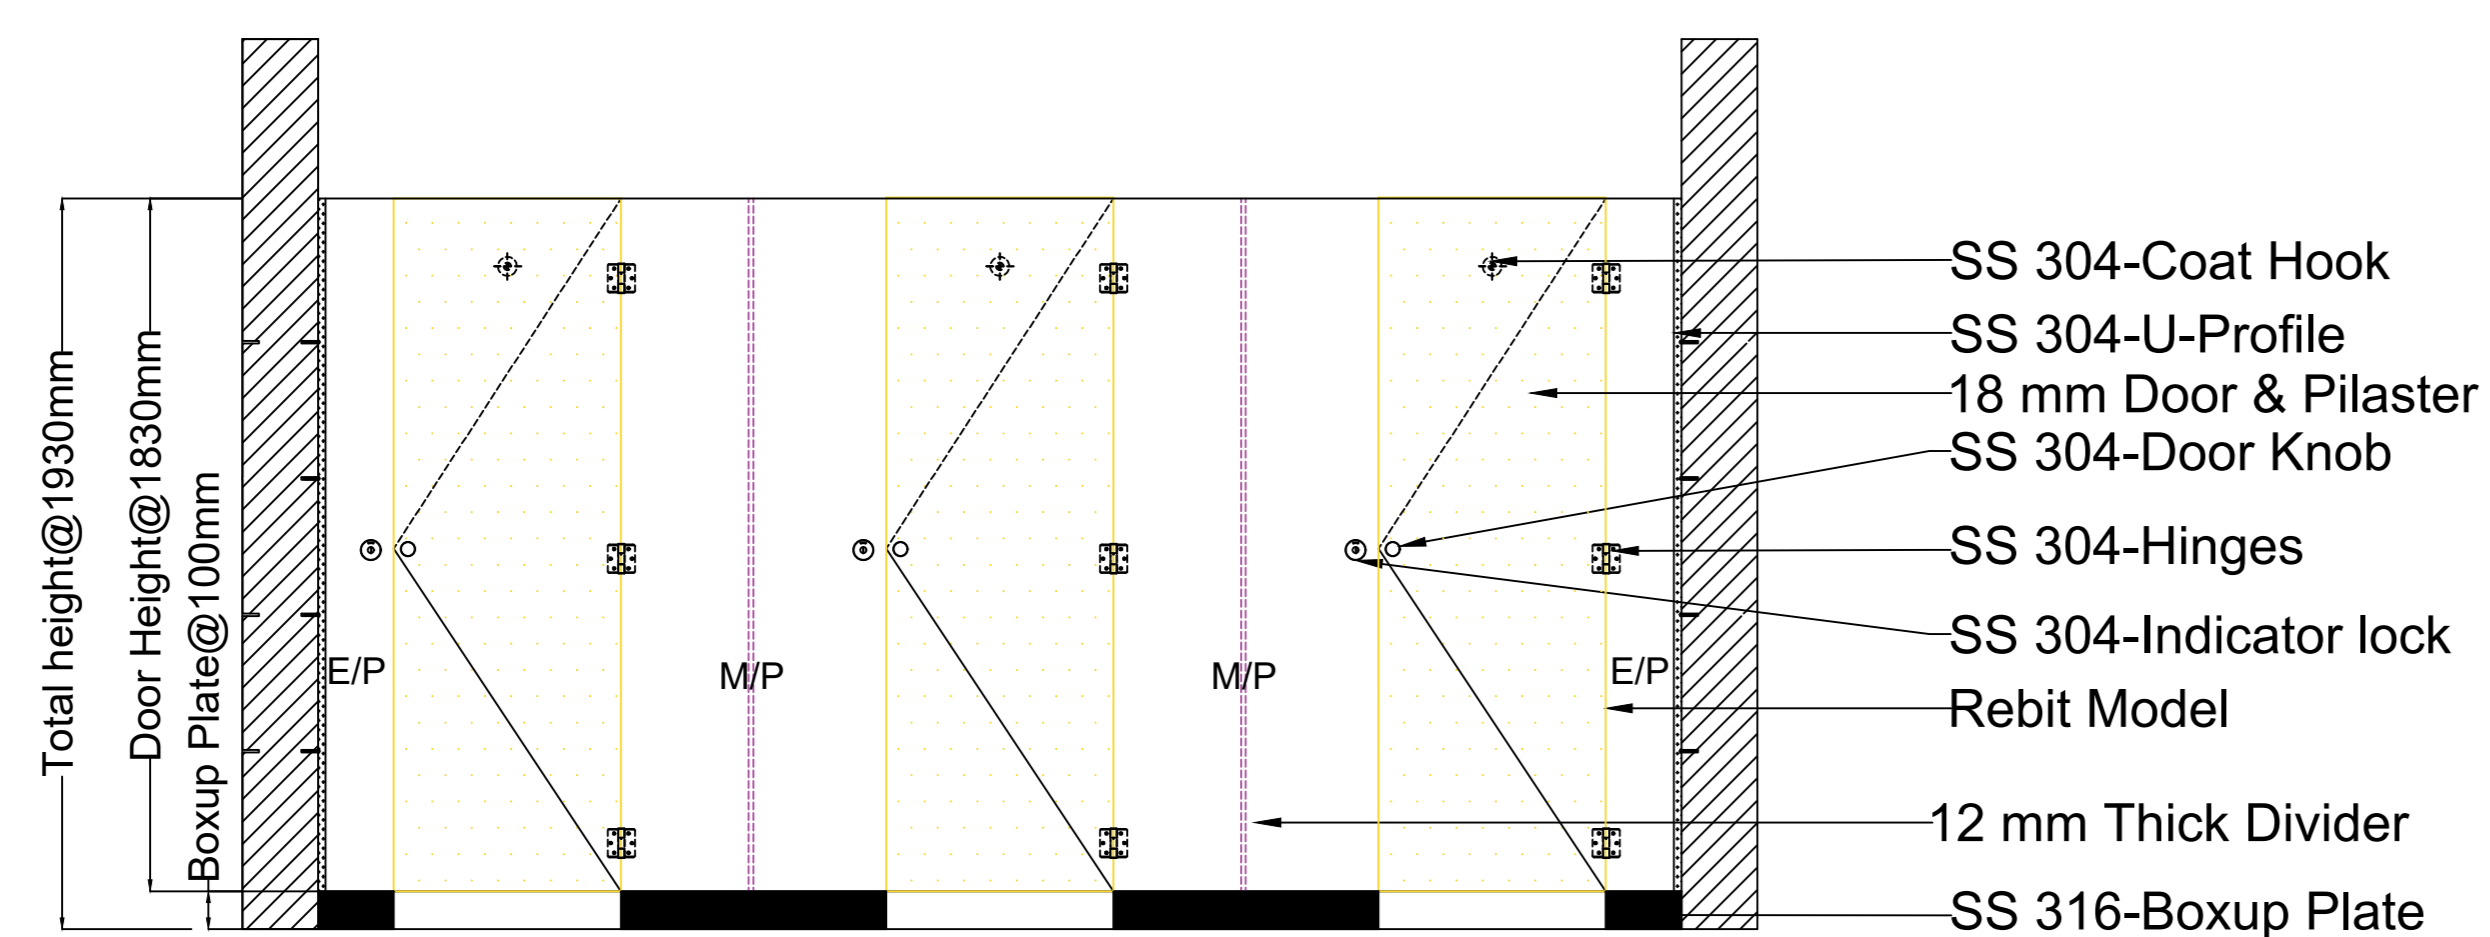 Total height@1930mm
Door Height@1830mm
Boxup Plate@100mm
E/P
M/P
M/P
E/P
SS 304-Coat Hook
SS 304-U-Profile
18 mm Door & Pilaster
SS 304-Door Knob
SS 304-Hinges
SS 304-Indicator lock
Rebit Model
12 mm Thick Divider
SS 316-Boxup Plate